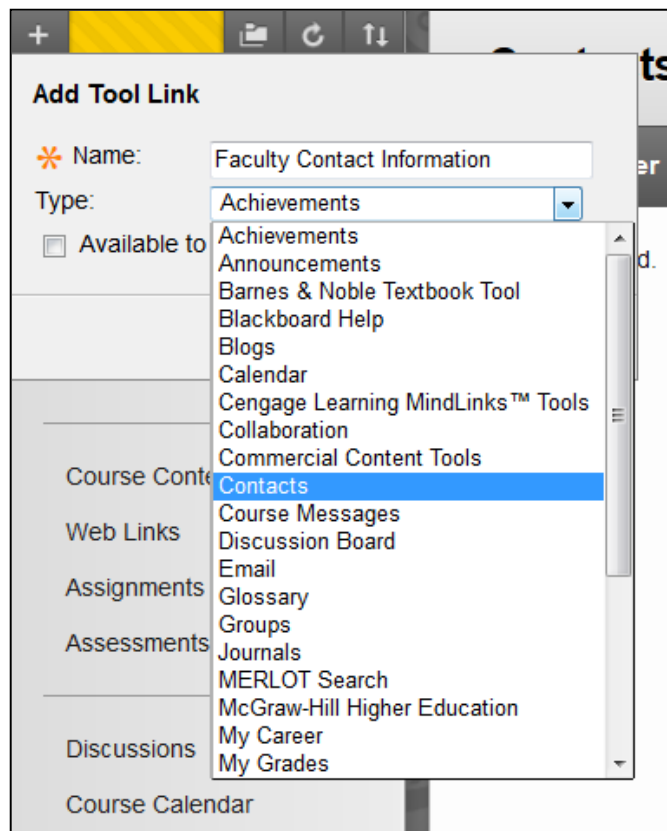 Add Tool Link
Name: Faculty Contact Information
Type: Achievements
Available to
Achievements
Announcements
Barnes & Noble Textbook Tool
Blackboard Help
Blogs
Calendar
Cengage Learning MindLinks™ Tools
Collaboration
Commercial Content Tools
Contacts
Course Messages
Discussion Board
Email
Glossary
Groups
Journals
MERLOT Search
McGraw-Hill Higher Education
My Career
My Grades
Course Conte
Web Links
Assignments
Assessments
Discussions
Course Calendar
ts
er
d.